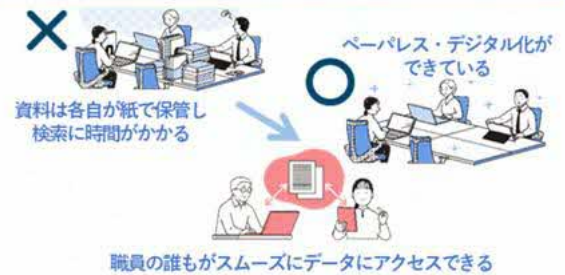 資料は各自が紙で保管し
検索に時間がかかる
ペーパレス・デジタル化が
できている
職員の誰もがスムーズにデータにアクセスできる